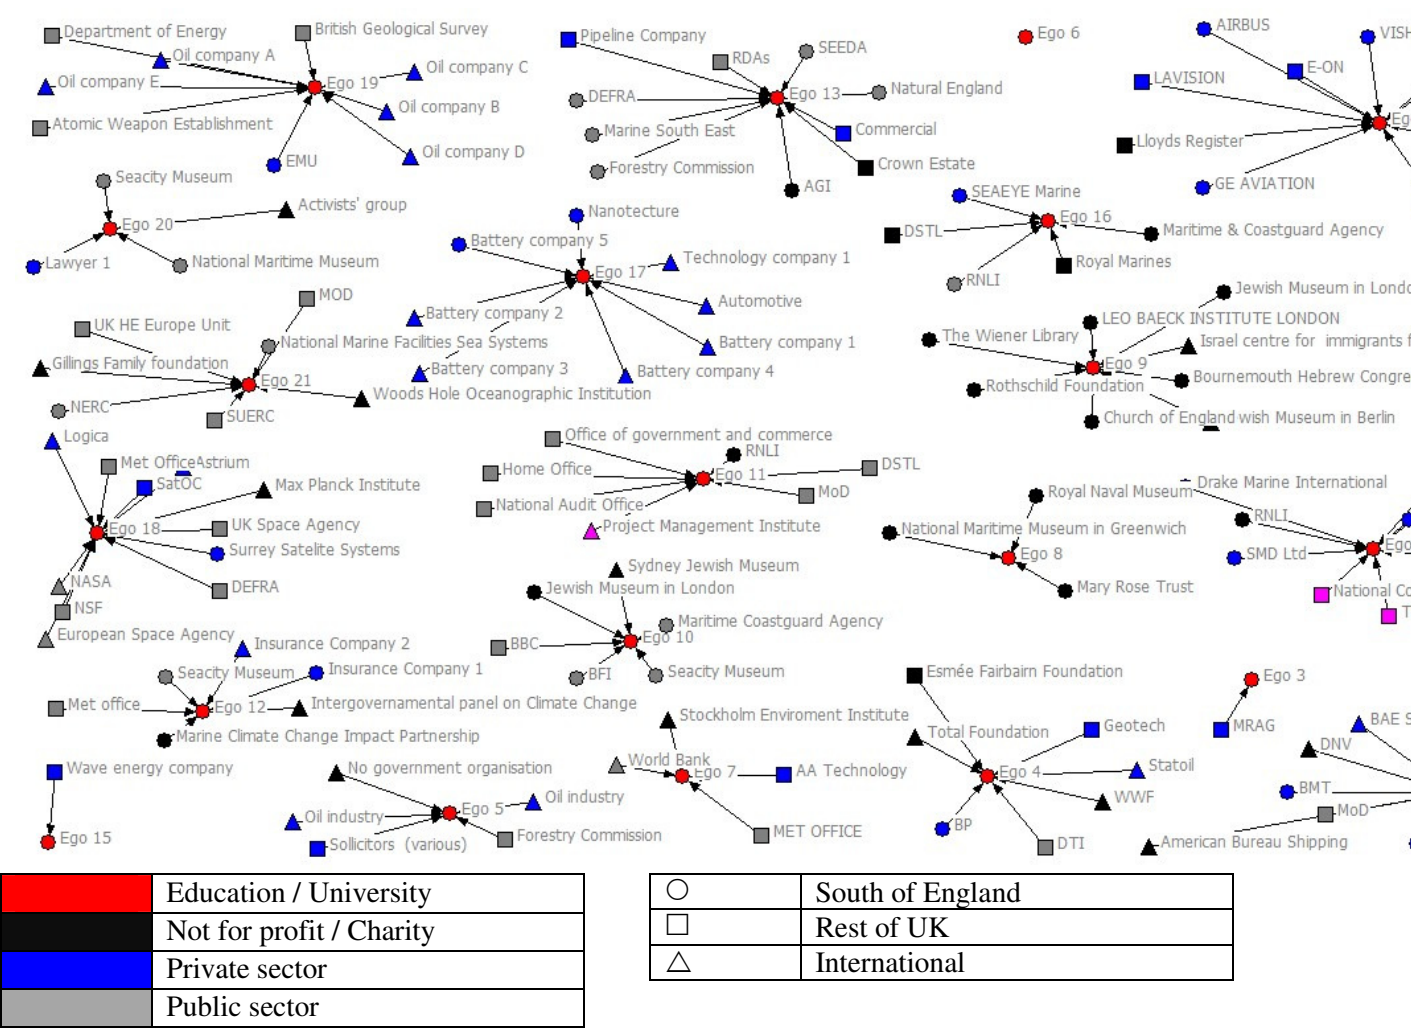 Department of Energy
British Geological Survey
Oil company A
Oil company C
Oil company E
Ego 19
Oil company B
Atomic Weapon Establishment
Oil company D
EMU
Pipeline Company
SEEDA
RDAs
DEFRA
Ego 13
Natural England
Marine South East
Commercial
Forestry Commission
Crown Estate
AGI
Ego 6
AIRBUS
VISH
E-ON
LAVISION
Eg
Lloyds Register
GE AVIATION
Seacity Museum
Activists' group
Ego 20
Lawyer 1
National Maritime Museum
Nanotecture
Battery company 5
Technology company 1
Ego 17
Automotive
Battery company 2
Battery company 1
Battery company 3
Battery company 4
SEAEYE Marine
Ego 16
DSTL
Maritime & Coastguard Agency
Royal Marines
RNLI
MOD
UK HE Europe Unit
National Marine Facilities Sea Systems
Gillings Family foundation
Ego 21
Woods Hole Oceanographic Institution
NERC
SUERC
Jewish Museum in Londo
LEO BAECK INSTITUTE LONDON
The Wiener Library
Israel centre for immigrants f
Ego 9
Bournemouth Hebrew Congre
Rothschild Foundation
Church of England
wish Museum in Berlin
Logica
Met Office
Astrium
SatOC
Max Planck Institute
Ego 18
UK Space Agency
Surrey Satelite Systems
NASA
DEFRA
NSF
European Space Agency
Office of government and commerce
RNLI
Home Office
Ego 11
DSTL
National Audit Office
MoD
Project Management Institute
Royal Naval Museum
National Maritime Museum in Greenwich
Ego 8
Mary Rose Trust
Drake Marine International
RNLI
SMD Ltd
Ego
National Co
T
Sydney Jewish Museum
Jewish Museum in London
Maritime Coastguard Agency
BBC
Ego 10
BFI
Seacity Museum
Insurance Company 2
Seacity Museum
Insurance Company 1
Met office
Ego 12
Intergovernamental panel on Climate Change
Marine Climate Change Impact Partnership
Stockholm Enviroment Institute
World Bank
Ego 7
AA Technology
MET OFFICE
Esmée Fairbairn Foundation
Total Foundation
Geotech
Ego 4
Statoil
WWF
BP
DTI
Ego 3
MRAG
BAE S
DNV
BMT
MoD
American Bureau Shipping
Wave energy company
Ego 15
No government organisation
Oil industry
Ego 5
Oil industry
Sollicitors (various)
Forestry Commission
Education / University
Not for profit / Charity
Private sector
Public sector
South of England
Rest of UK
International